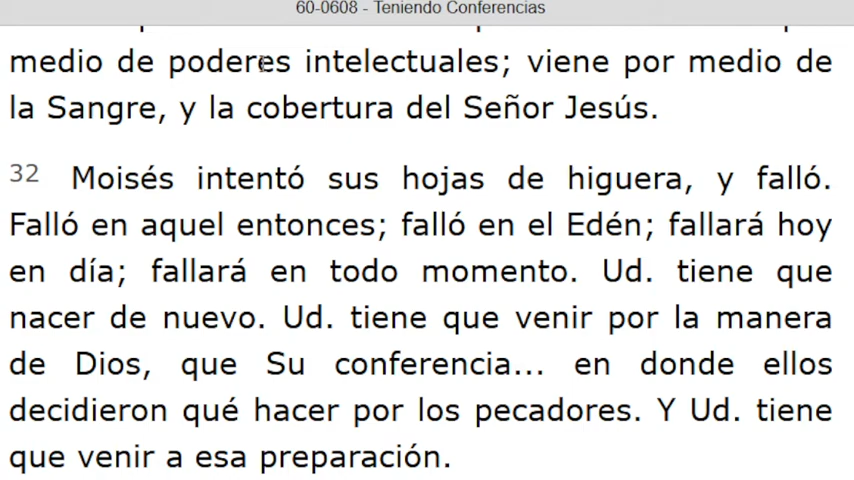 60-0608 - Teniendo Conferencias
medio de poderes intelectuales; viene por medio de
la Sangre, y la cobertura del Señor Jesús.
32 Moisés intentó sus hojas de higuera, y falló.
Falló en aquel entonces; falló en el Edén; fallará hoy
en día; fallará en todo momento. Ud. tiene que
nacer de nuevo. Ud. tiene que venir por la manera
de Dios, que Su conferencia... en donde ellos
decidieron qué hacer por los pecadores. Y Ud. tiene
que venir a esa preparación.